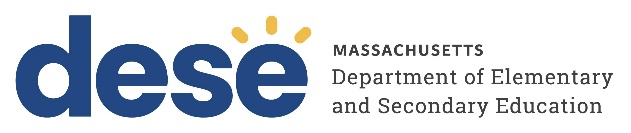 dese
MASSACHUSETTS
Department of Elementary
and Secondary Education